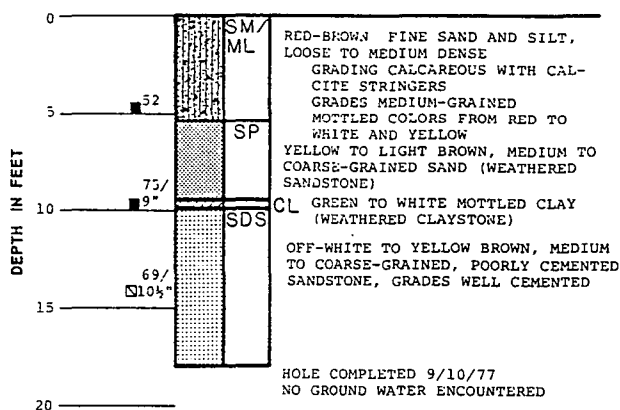 0
SM/
ML
RED-BROWN FINE SAND AND SILT,
LOOSE TO MEDIUM DENSE
GRADING CALCAREOUS WITH CAL-
CITE STRINGERS
GRADES MEDIUM-GRAINED
MOTTLED COLORS FROM RED TO
WHITE AND YELLOW
52
5
SP
YELLOW TO LIGHT BROWN, MEDIUM TO
COARSE-GRAINED SAND (WEATHERED
SANDSTONE)
75/
9"
10
CL GREEN TO WHITE MOTTLED CLAY
(WEATHERED CLAYSTONE)
SDS
OFF-WHITE TO YELLOW BROWN, MEDIUM
TO COARSE-GRAINED, POORLY CEMENTED
SANDSTONE, GRADES WELL CEMENTED
69/
10½"
15
HOLE COMPLETED 9/10/77
NO GROUND WATER ENCOUNTERED
20
DEPTH IN FEET